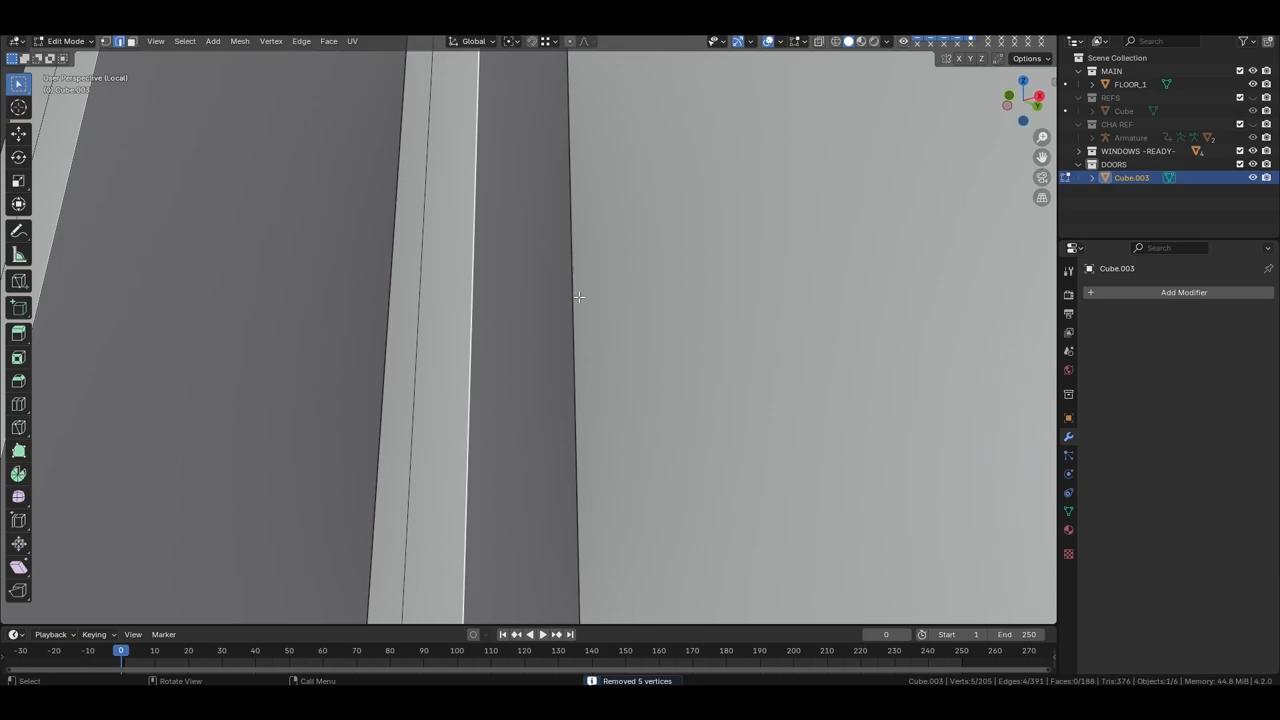 Edit Mode View Select Add Mesh Vertex Edge Face UV Global
Search
X Y Z Options
User Perspective (Local)
(0) Cube.003
Z
X
Y
Scene Collection
MAIN
FLOOR_1
REFS
Cube
CHA REF
Armature 2
WINDOWS -READY- 4
DOORS
Cube.003
Search
Cube.003
+ Add Modifier
Playback Keying View Marker 0 Start 1 End 250
-30 -20 -10 0 10 20 30 40 50 60 70 80 90 100 110 120 130 140 150 160 170 180 190 200 210 220 230 240 250 260 270
Select Rotate View Call Menu Removed 5 vertices Cube.003 | Verts:5/205 | Edges:4/391 | Faces:0/188 | Tris:376 | Objects:1/6 | Memory: 44.8 MiB | 4.2.0